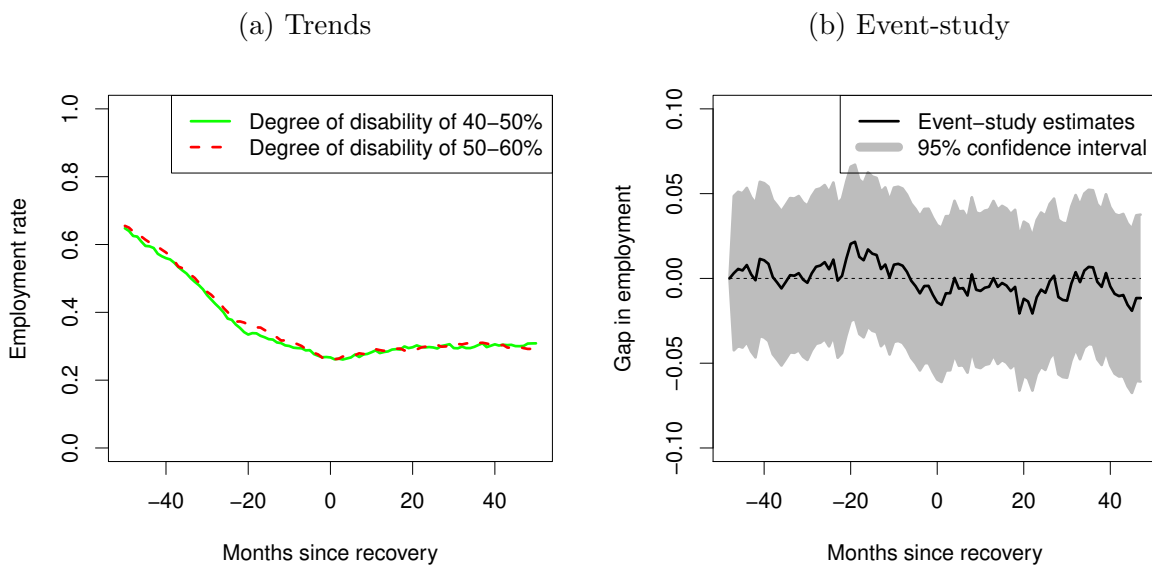 (a) Trends
(b) Event-study
Employment rate
1.0
0.8
0.6
0.4
0.2
0.0
Degree of disability of 40−50%
Degree of disability of 50−60%
−40
−20
0
20
40
Months since recovery
Gap in employment
0.10
0.05
0.00
−0.05
−0.10
Event−study estimates
95% confidence interval
−40
−20
0
20
40
Months since recovery